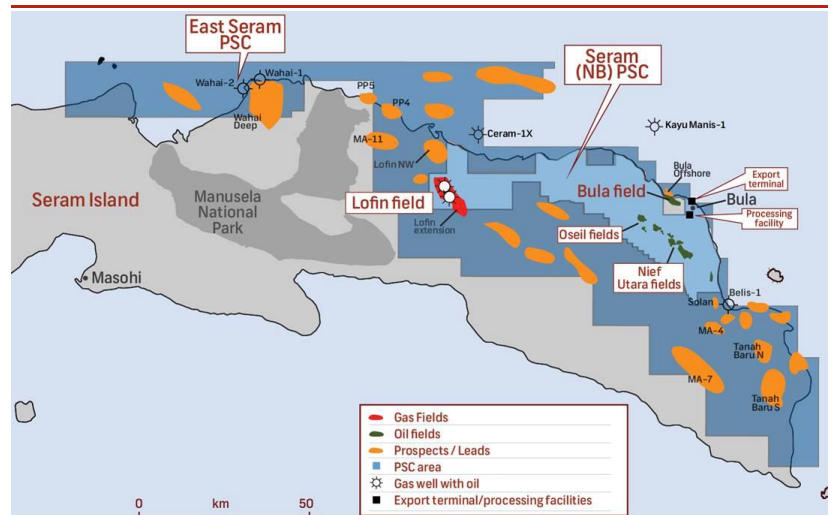 East Seram
PSC
Seram
(NB) PSC
Wahai-2
Wahai-1
Wahai
Deep
PP5
PP4
MA-11
Lofin NW
Ceram-1X
Kayu Manis-1
Bula
Offshore
Export
terminal
Bula field
Bula
Processing
facility
Seram Island
Manusela
National
Park
Lofin field
Lofin
extension
Oseil fields
Nief
Utara fields
Masohi
Belis-1
Solan
MA-4
Tanah
Baru N
MA-7
Tanah
Baru S
Gas Fields
Oil fields
Prospects / Leads
PSC area
Gas well with oil
Export terminal/processing facilities
0 km 50